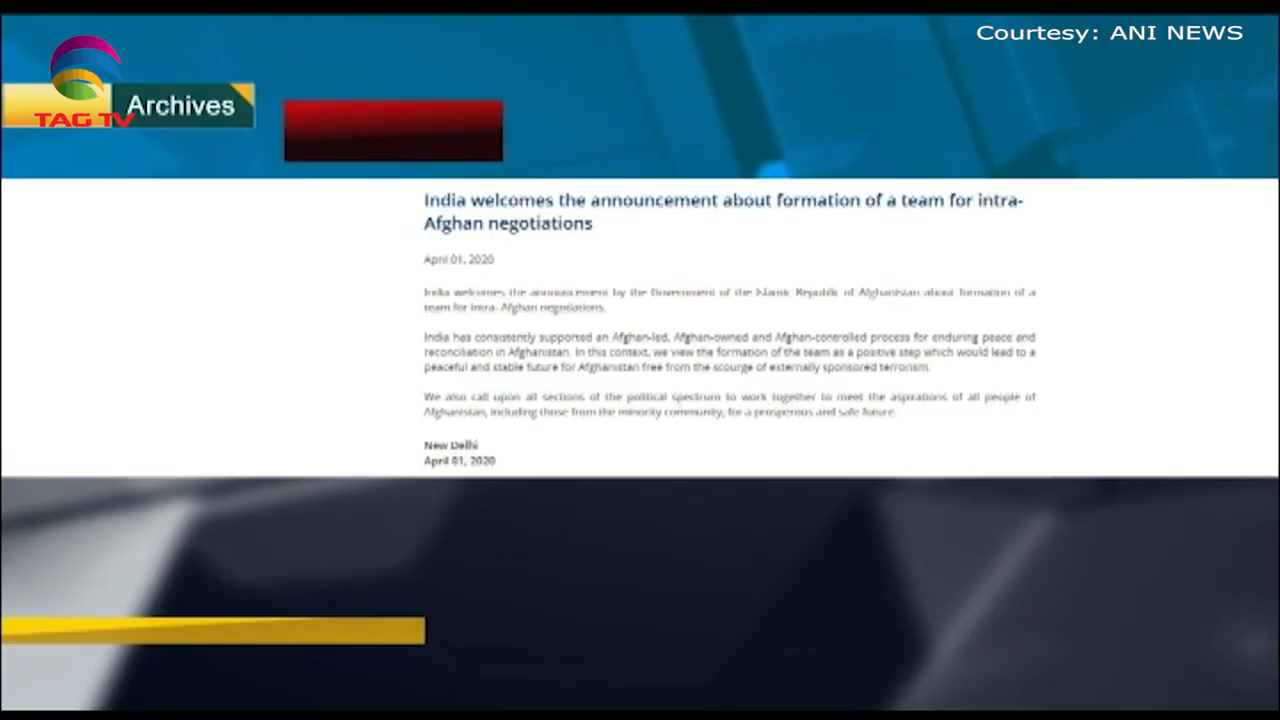 Courtesy: ANI NEWS
TAG TV
Archives
India welcomes the announcement about formation of a team for intra-
Afghan negotiations
April 01, 2020
India welcomes the announcement by the Government of the Islamic Republic of Afghanistan about formation of a
team for intra- Afghan negotiations.
India has consistently supported an Afghan-led, Afghan-owned and Afghan-controlled process for enduring peace and
reconciliation in Afghanistan. In this context, we view the formation of the team as a positive step which would lead to a
peaceful and stable future for Afghanistan free from the scourge of externally sponsored terrorism.
We also call upon all sections of the political spectrum to work together to meet the aspirations of all people of
Afghanistan, including those from the minority community, for a prosperous and safe future.
New Delhi
April 01, 2020